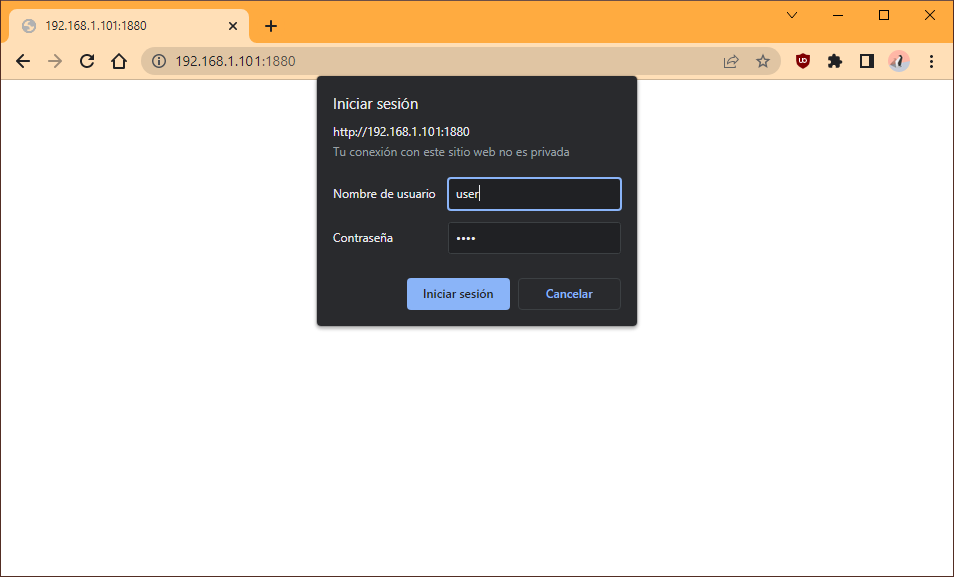 192.168.1.101:1880
192.168.1.101:1880
Iniciar sesión
http://192.168.1.101:1880
Tu conexión con este sitio web no es privada
Nombre de usuario user
Contraseña ••••
Iniciar sesión Cancelar